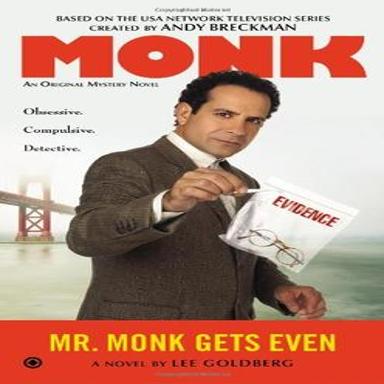 BASED ON THE USA NETWORK TELEVISION SERIES
CREATED BY ANDY BRECKMAN
MONK
AN ORIGINAL MYSTERY NOVEL
Obsessive.
Compulsive.
Detective.
EVIDENCE
MR. MONK GETS EVEN
A NOVEL BY LEE GOLDBERG